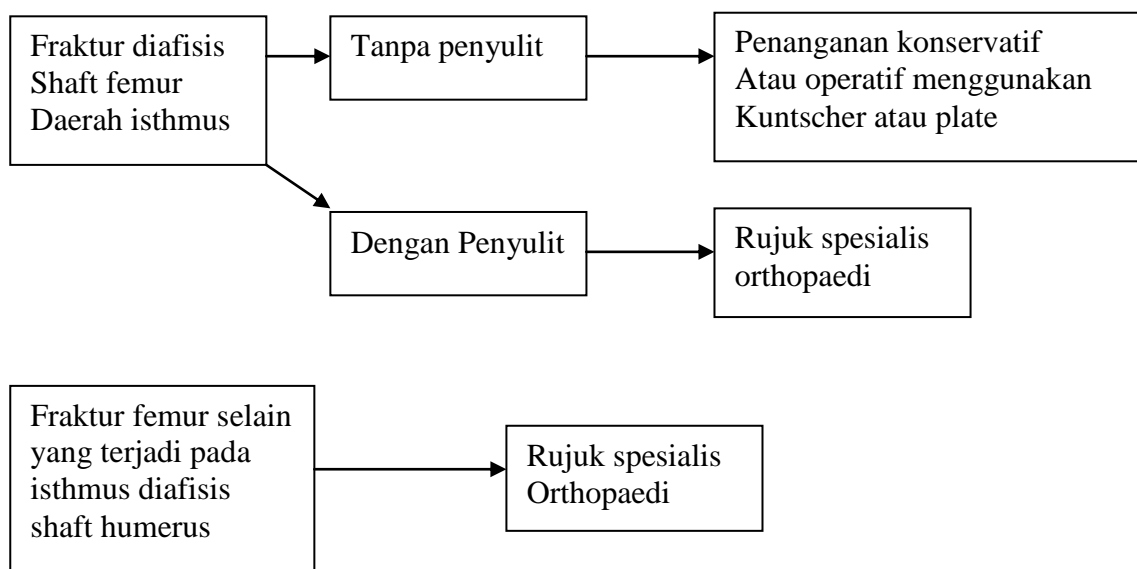 Fraktur diafisis
Shaft femur
Daerah isthmus
Tanpa penyulit
Penanganan konservatif
Atau operatif menggunakan
Kuntscher atau plate
Dengan Penyulit
Rujuk spesialis
orthopaedi
Fraktur femur selain
yang terjadi pada
isthmus diafisis
shaft humerus
Rujuk spesialis
Orthopaedi